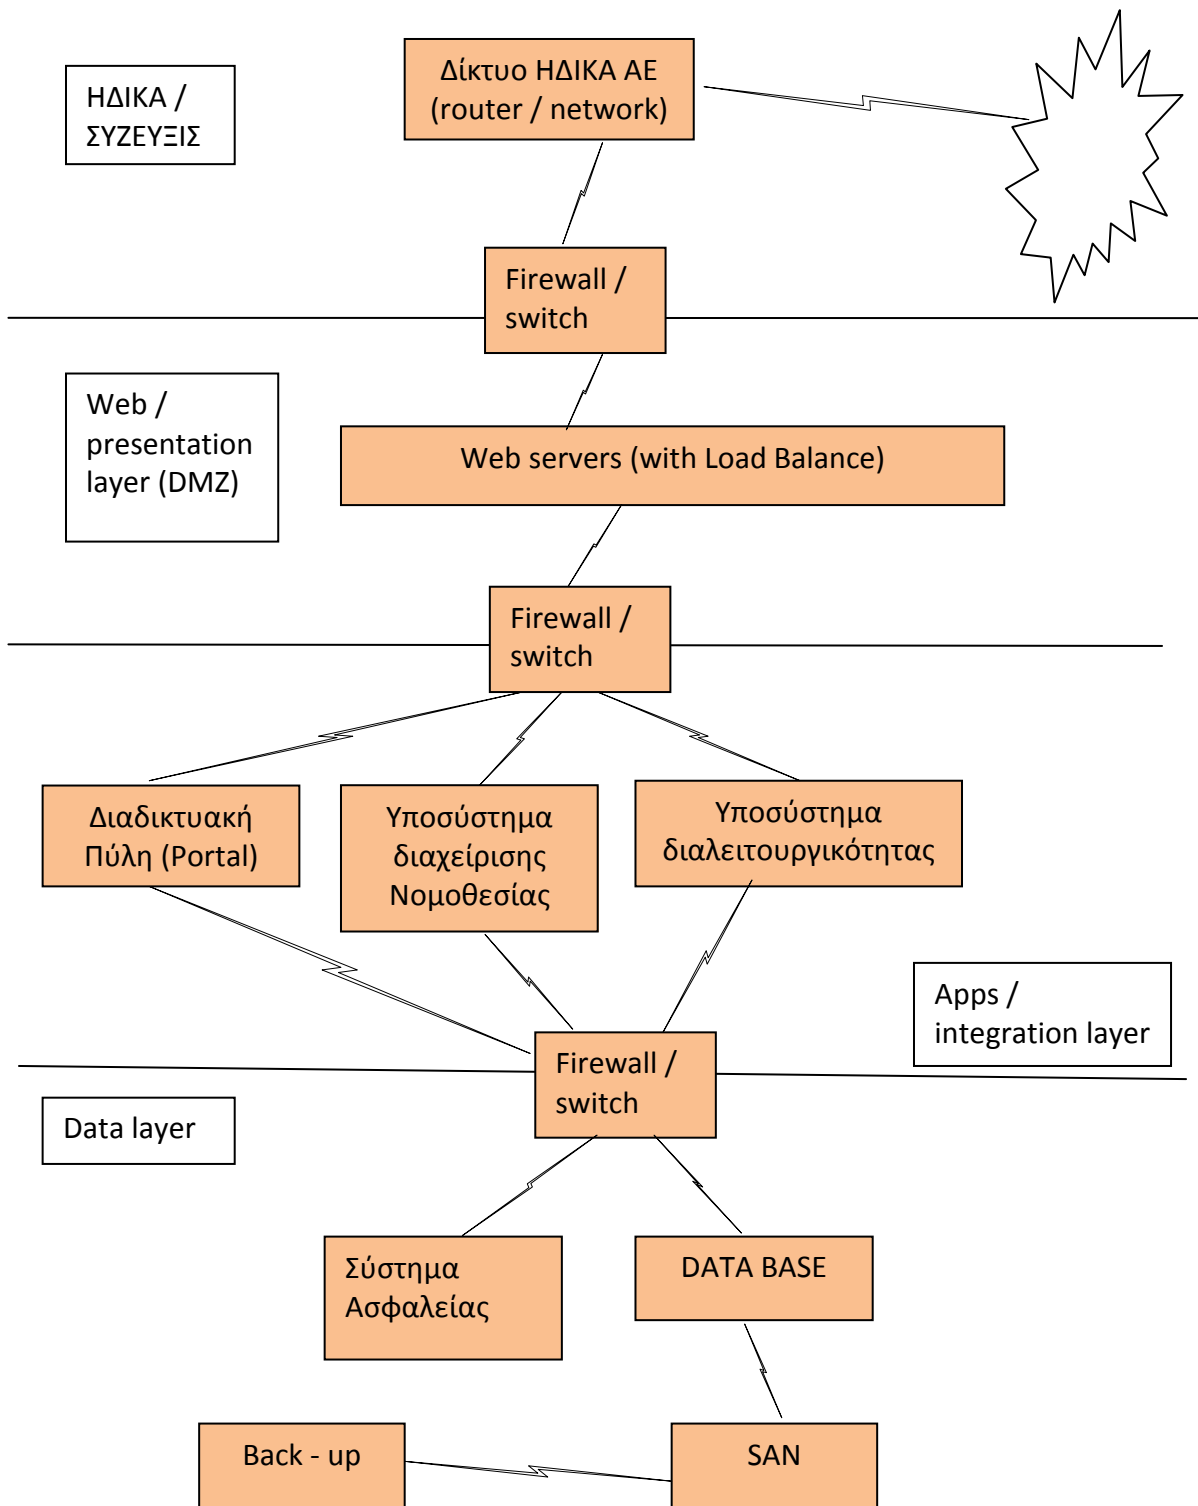 Δίκτυο ΗΔΙΚΑ ΑΕ
(router / network)
ΗΔΙΚΑ /
ΣΥΖΕΥΞΙΣ
Firewall /
switch
Web /
presentation
layer (DMZ)
Web servers (with Load Balance)
Firewall /
switch
Διαδικτυακή
Πύλη (Portal)
Υποσύστημα
διαχείρισης
Νομοθεσίας
Υποσύστημα
διαλειτουργικότητας
Apps /
integration layer
Firewall /
switch
Data layer
Σύστημα
Ασφαλείας
DATA BASE
Back - up
SAN